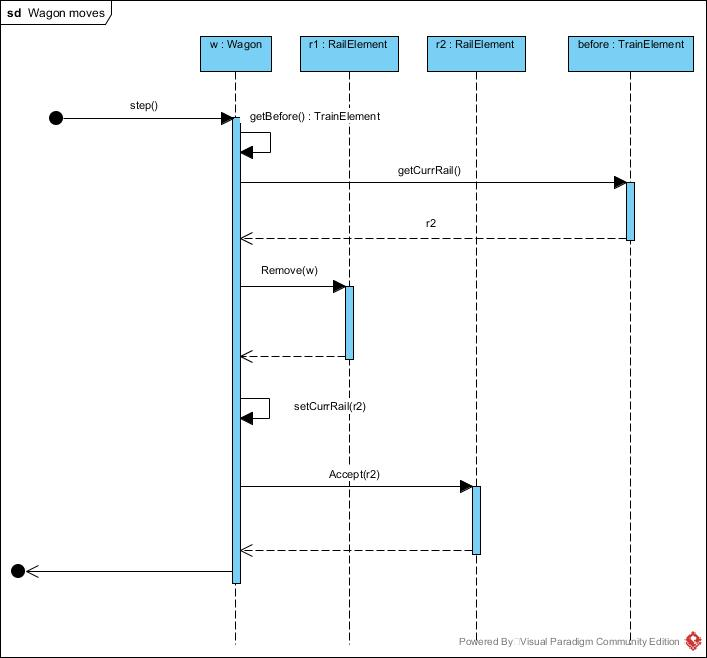 sd Wagon moves
w : Wagon
r1 : RailElement
r2 : RailElement
before : TrainElement
step()
getBefore() : TrainElement
getCurrRail()
r2
Remove(w)
setCurrRail(r2)
Accept(r2)
Powered By Visual Paradigm Community Edition